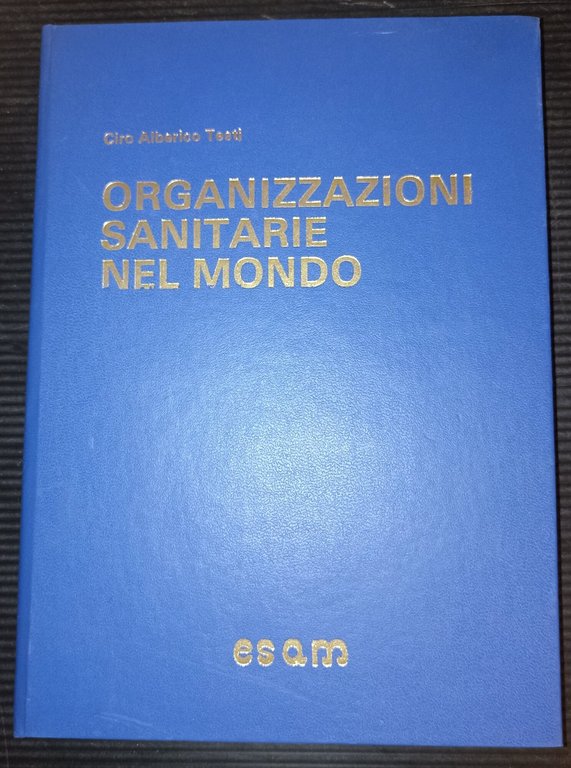 Ciro Alberico Testi
ORGANIZZAZIONI
SANITARIE
NEL MONDO
esam